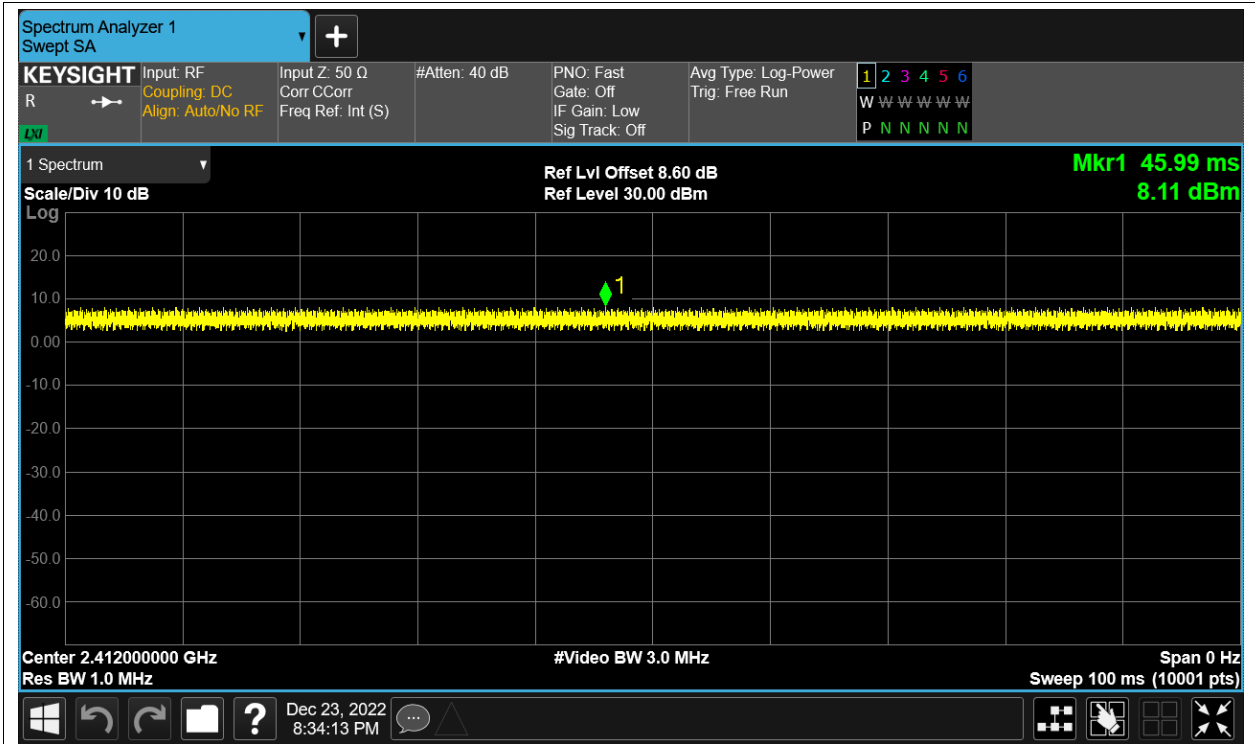 Spectrum Analyzer 1
Swept SA
KEYSIGHT
R
LXI
Input: RF
Coupling: DC
Align: Auto/No RF
Input Z: 50 Ω
Corr CCorr
Freq Ref: Int (S)
#Atten: 40 dB
PNO: Fast
Gate: Off
IF Gain: Low
Sig Track: Off
Avg Type: Log-Power
Trig: Free Run
1 2 3 4 5 6
W W W W W W
P N N N N N
1 Spectrum
Scale/Div 10 dB
Log
Ref Lvl Offset 8.60 dB
Ref Level 30.00 dBm
Mkr1 45.99 ms
8.11 dBm
20.0
1
10.0
0.00
-10.0
-20.0
-30.0
-40.0
-50.0
-60.0
Center 2.412000000 GHz
Res BW 1.0 MHz
#Video BW 3.0 MHz
Span 0 Hz
Sweep 100 ms (10001 pts)
?
Dec 23, 2022
8:34:13 PM